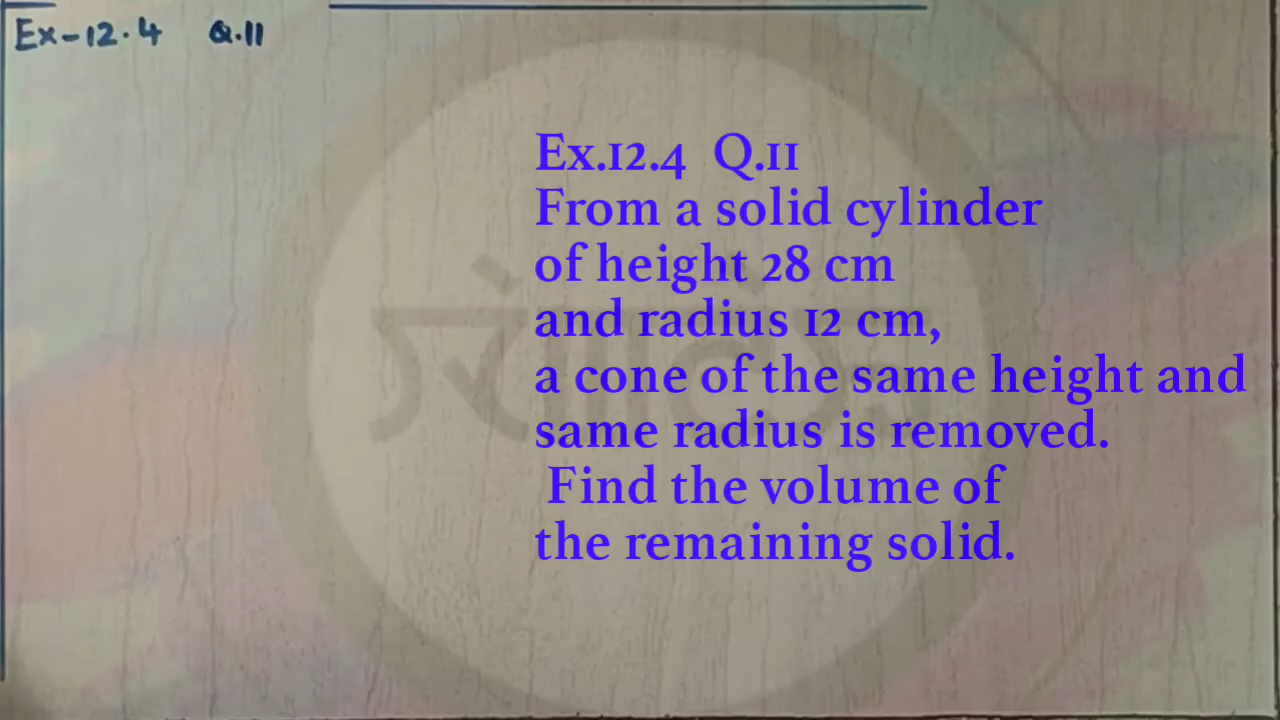 Ex-12.4 Q.11
Ex.12.4 Q.11
From a solid cylinder
of height 28 cm
and radius 12 cm,
a cone of the same height and
same radius is removed.
Find the volume of
the remaining solid.